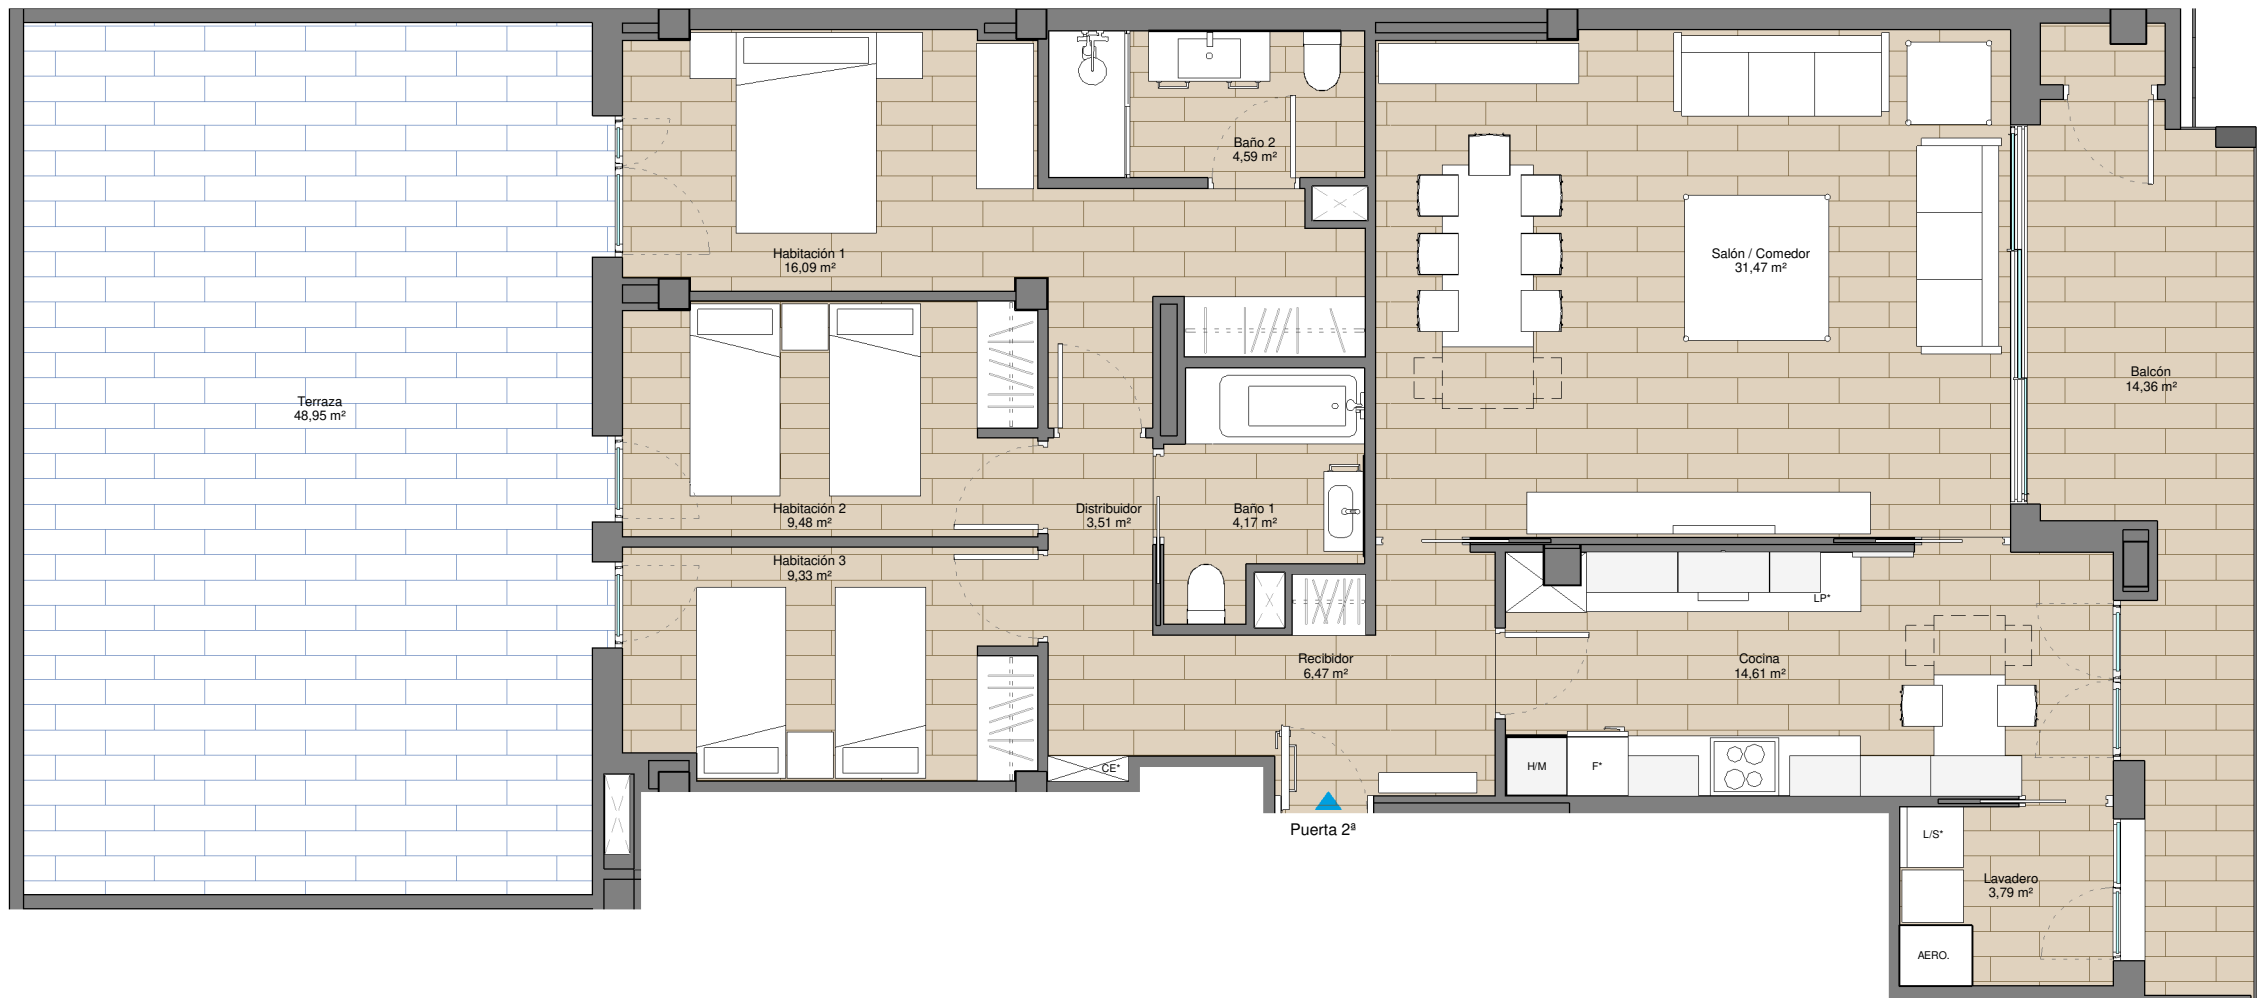 Baño 2
4,59 m²
Habitación 1
16,09 m²
Salón / Comedor
31,47 m²
Terraza
48,95 m²
Balcón
14,36 m²
Habitación 2
9,48 m²
Distribuidor
3,51 m²
Baño 1
4,17 m²
Habitación 3
9,33 m²
LP*
Recibidor
6,47 m²
Cocina
14,61 m²
CE*
H/M
F*
Puerta 2ª
L/S*
Lavadero
3,79 m²
AERO.